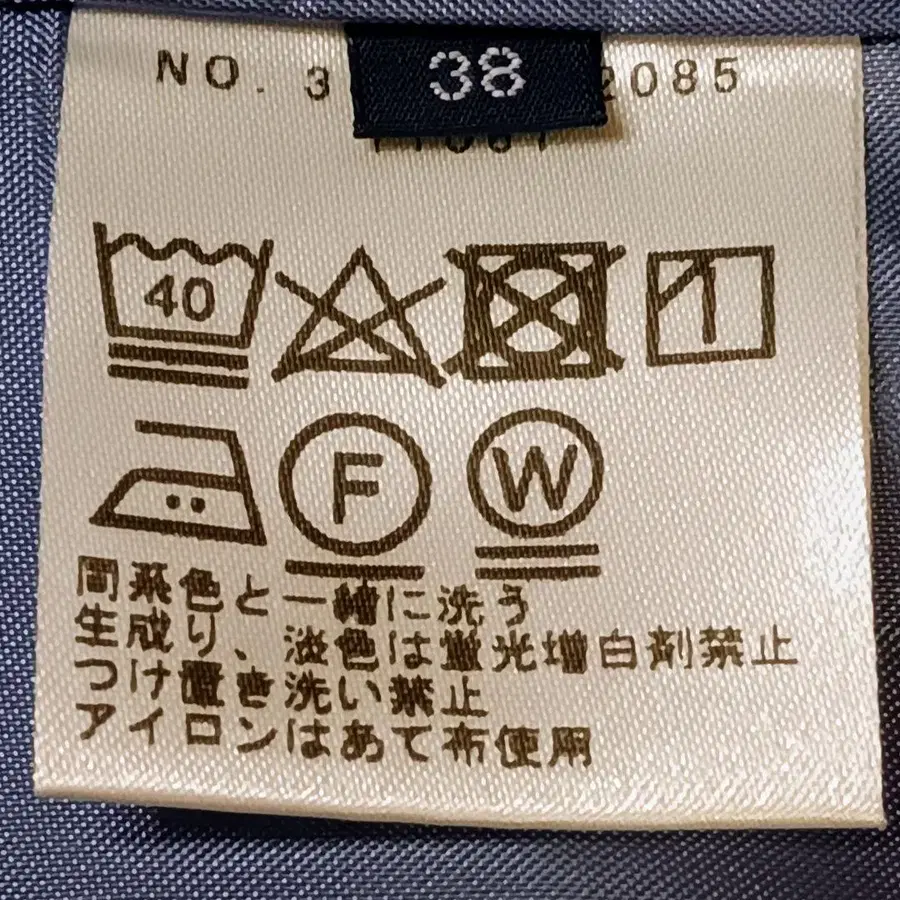 38
NO. 3 2085
40
F
W
同系色と一緒に洗う
生成り、淡色は蛍光増白剤禁止
つけ置き洗い禁止
アイロンはあて布使用